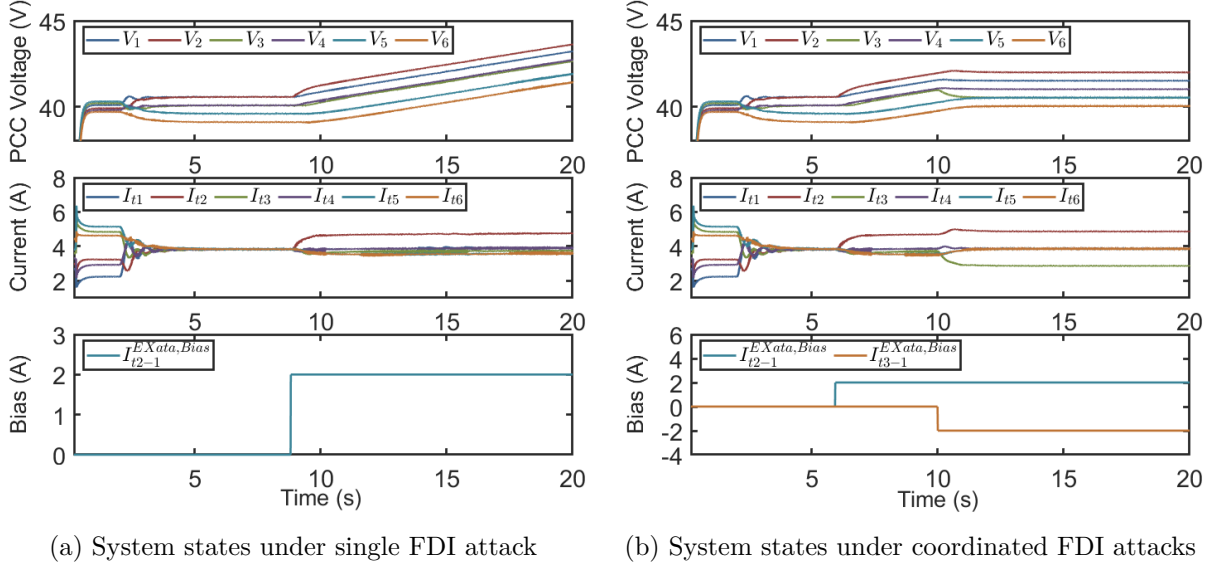 45
40
PCC Voltage (V)
V1 V2 V3 V4 V5 V6
5 10 15 20
8
6
4
2
Current (A)
It1 It2 It3 It4 It5 It6
5 10 15 20
3
2
1
0
Bias (A)
I_{t2-1}^{EXata,Bias}
5 10 15 20
Time (s)
(a) System states under single FDI attack
45
40
PCC Voltage (V)
V1 V2 V3 V4 V5 V6
5 10 15 20
8
6
4
2
Current (A)
It1 It2 It3 It4 It5 It6
5 10 15 20
6
4
2
0
-2
-4
Bias (A)
I_{t2-1}^{EXata,Bias} I_{t3-1}^{EXata,Bias}
5 10 15 20
Time (s)
(b) System states under coordinated FDI attacks